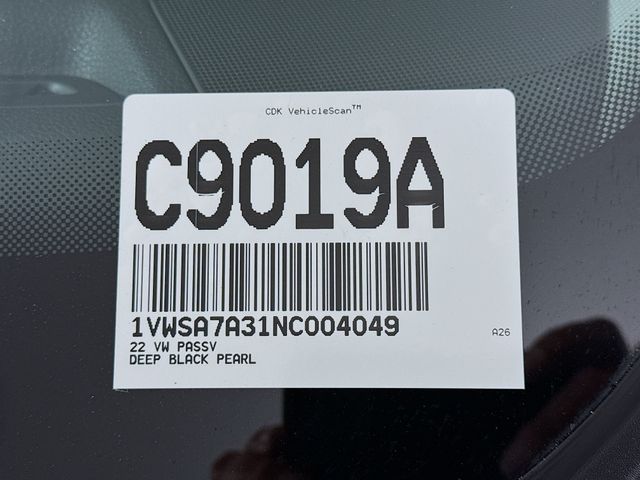 CDK VehicleScan™
C9019A
1VWSA7A31NC004049
A26
22 VW PASSV
DEEP BLACK PEARL